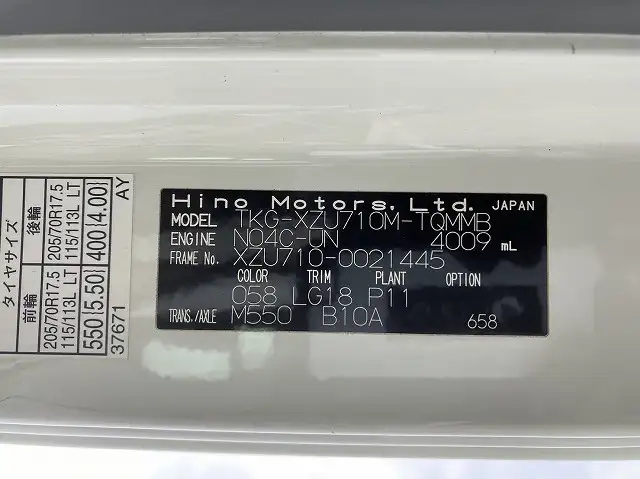 タイヤサイズ
前輪 後輪
205/70R17.5 205/70R17.5
115/113L LT 115/113L LT
550 5.50 400 4.00
37671 AY
Hino Motors, Ltd. JAPAN
MODEL TKG-XZU710M-TQMMB
ENGINE N04C-UN 4009 mL
FRAME No. XZU710-0021445
COLOR TRIM PLANT OPTION
058 LG18 P11
TRANS./AXLE M550 B10A 658